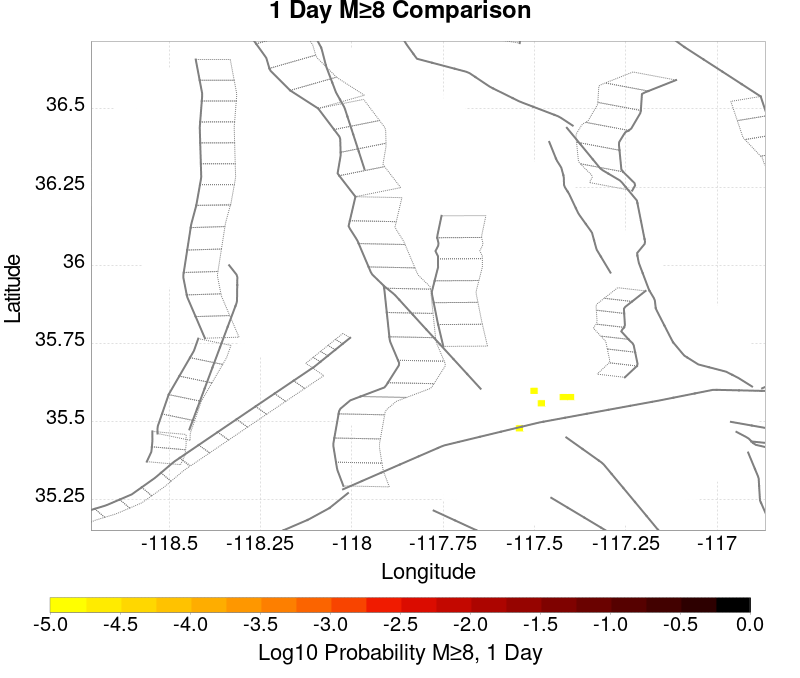 1 Day M≥8 Comparison
36.5
36.25
36
35.75
35.5
35.25
Latitude
-118.5 -118.25 -118 -117.75 -117.5 -117.25 -117
Longitude
-5.0 -4.5 -4.0 -3.5 -3.0 -2.5 -2.0 -1.5 -1.0 -0.5 0.0
Log10 Probability M≥8, 1 Day